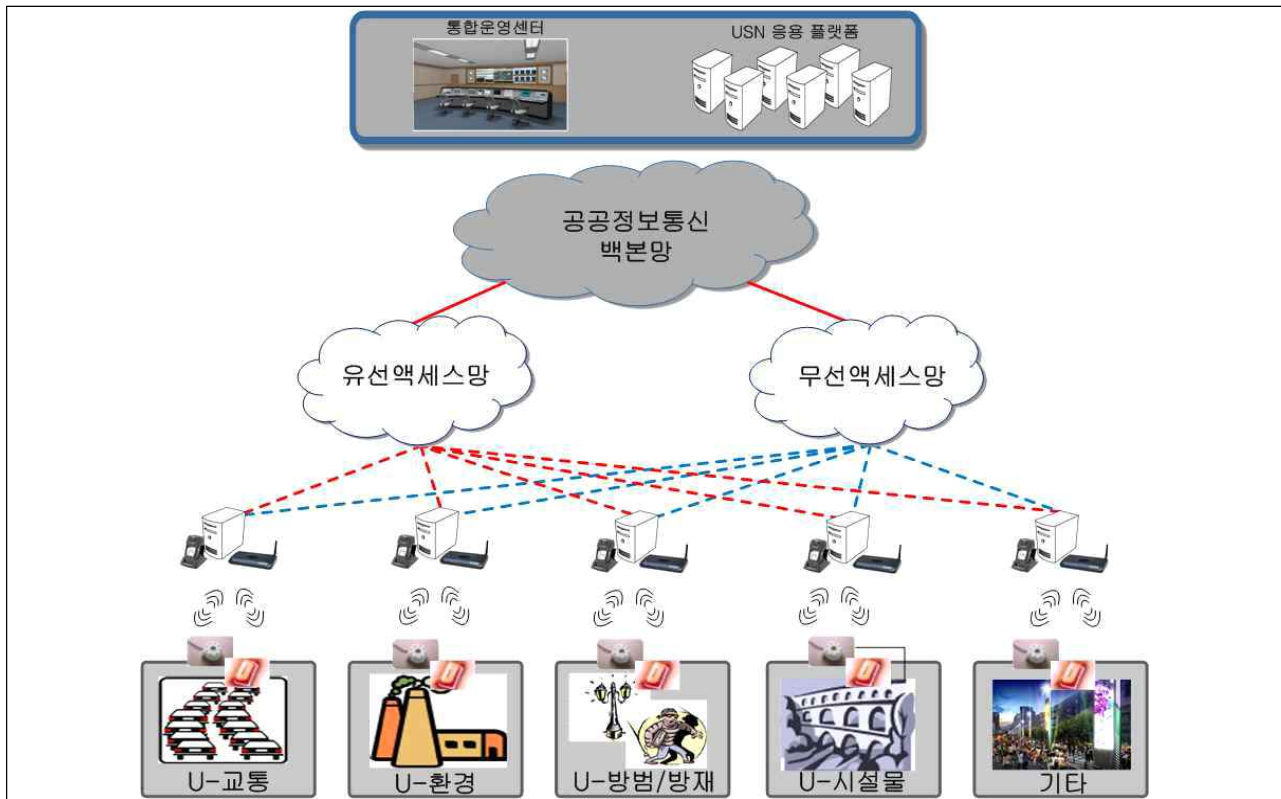 통합운영센터
USN 응용 플랫폼
공공정보통신
백본망
유선액세스망
무선액세스망
U-교통
U-환경
U-방범/방재
U-시설물
기타